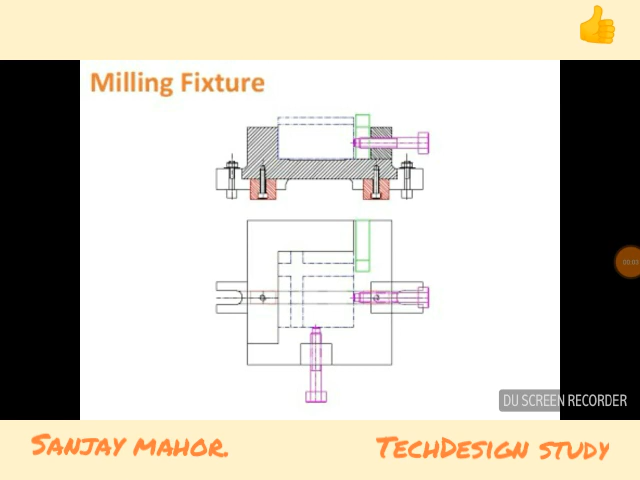 Milling Fixture
DU SCREEN RECORDER
SANJAY MAHOR.
TECHDESIGN STUDY